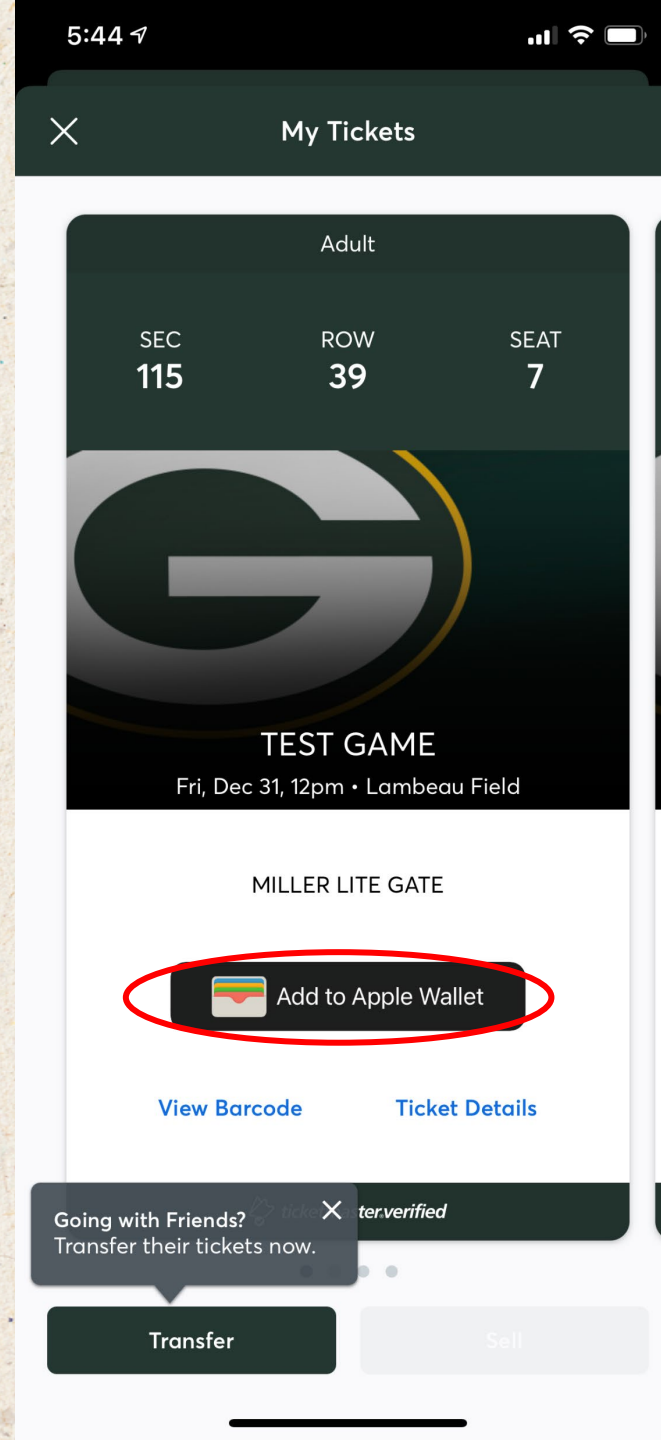 5:44
My Tickets
Adult
SEC ROW SEAT
115 39 7
G
TEST GAME
Fri, Dec 31, 12pm • Lambeau Field
MILLER LITE GATE
Add to Apple Wallet
View Barcode Ticket Details
ter.verified
Going with Friends?
Transfer their tickets now.
Transfer Sell